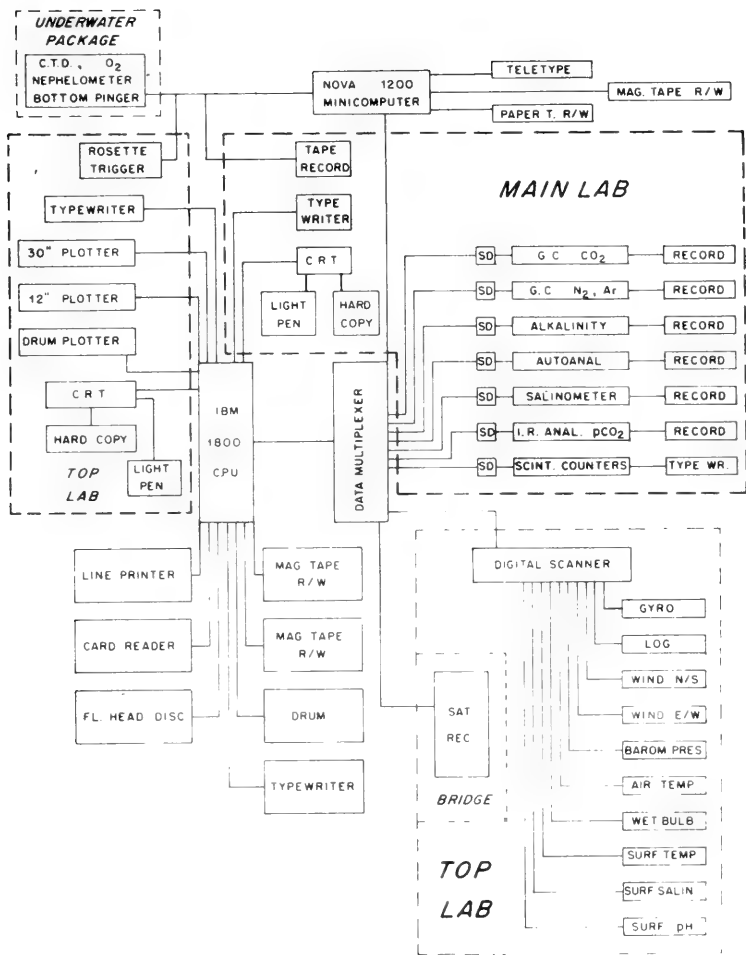 UNDERWATER
PACKAGE
C.T.D., O2
NEPHELOMETER
BOTTOM PINGER
NOVA 1200
MINICOMPUTER
TELETYPE
MAG. TAPE R/W
PAPER T. R/W
ROSETTE
TRIGGER
TYPEWRITER
30" PLOTTER
12" PLOTTER
DRUM PLOTTER
CRT
HARD COPY
LIGHT
PEN
TOP
LAB
TAPE
RECORD
TYPE
WRITER
CRT
LIGHT
PEN
HARD
COPY
MAIN LAB
SD G.C CO2 RECORD
SD G.C N2, Ar RECORD
SD ALKALINITY RECORD
SD AUTOANAL RECORD
SD SALINOMETER RECORD
SD I.R. ANAL. pCO2 RECORD
SD SCINT. COUNTERS TYPE WR.
IBM
1800
CPU
DATA MULTIPLEXER
LINE PRINTER
CARD READER
FL. HEAD DISC
MAG TAPE
R/W
MAG TAPE
R/W
DRUM
TYPEWRITER
DIGITAL SCANNER
GYRO
LOG
WIND N/S
WIND E/W
BAROM PRES
AIR TEMP
WET BULB
SURF TEMP
SURF SALIN
SURF pH
SAT
REC
BRIDGE
TOP
LAB